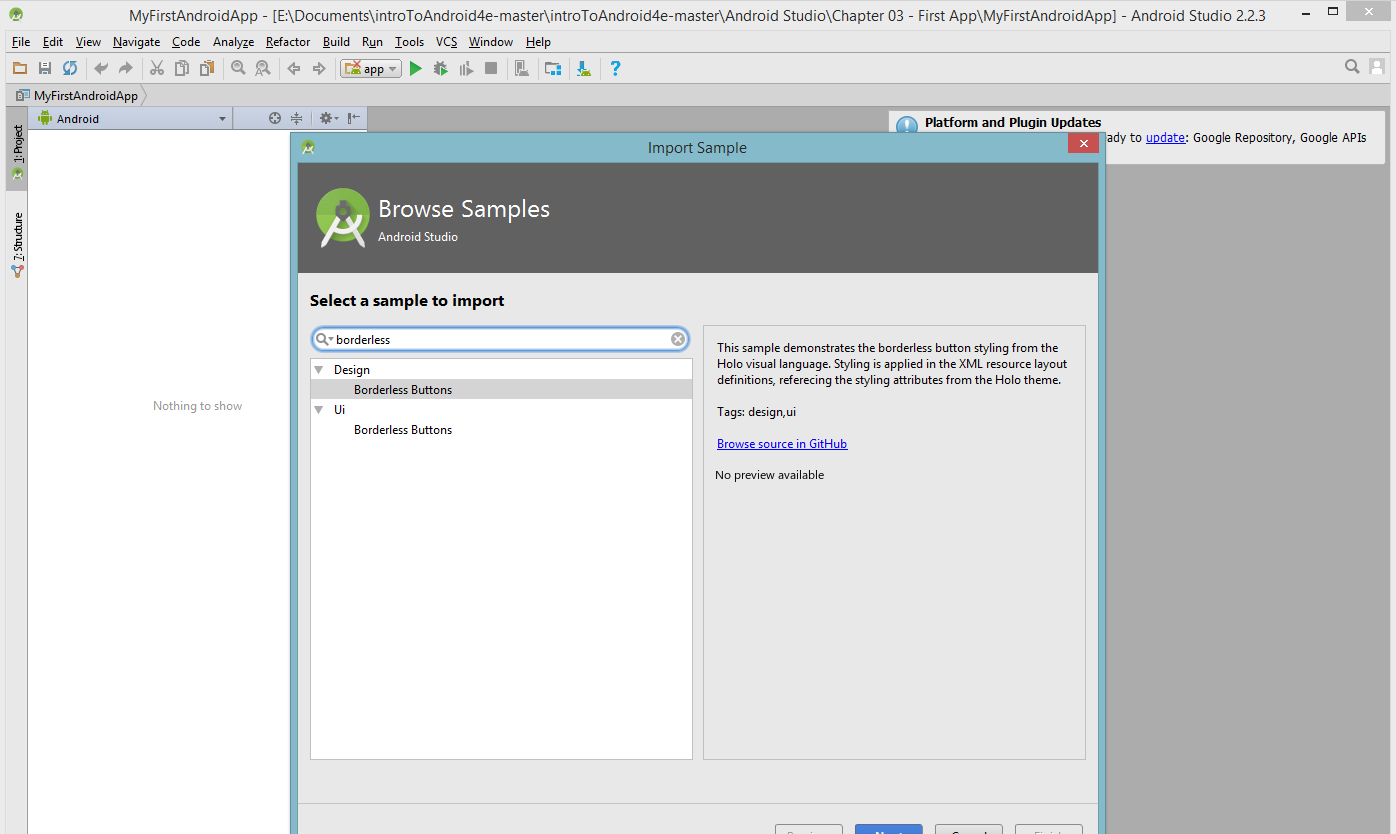 MyFirstAndroidApp - [E:\Documents\introToAndroid4e-master\introToAndroid4e-master\Android Studio\Chapter 03 - First App\MyFirstAndroidApp] - Android Studio 2.2.3
File Edit View Navigate Code Analyze Refactor Build Run Tools VCS Window Help
app
MyFirstAndroidApp
Android
1: Project
7: Structure
Nothing to show
Platform and Plugin Updates
ady to update: Google Repository, Google APIs
Import Sample
Browse Samples
Android Studio
Select a sample to import
borderless
Design
Borderless Buttons
Ui
Borderless Buttons
This sample demonstrates the borderless button styling from the
Holo visual language. Styling is applied in the XML resource layout
definitions, referecing the styling attributes from the Holo theme.
Tags: design,ui
Browse source in GitHub
No preview available